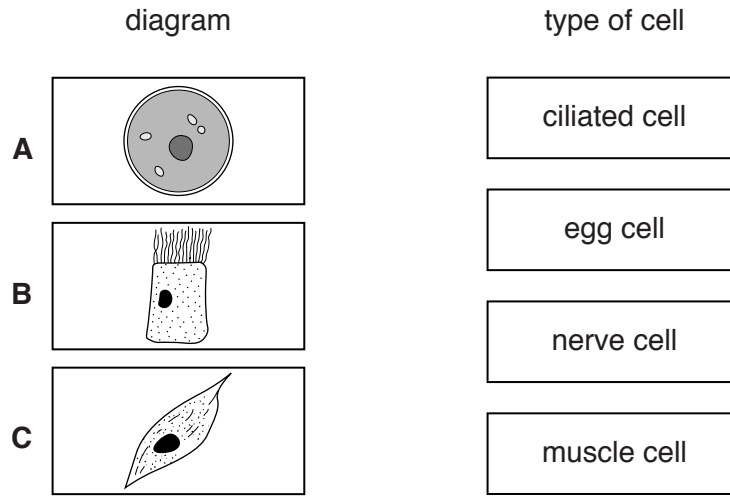 diagram
type of cell
A
ciliated cell
egg cell
B
nerve cell
C
muscle cell